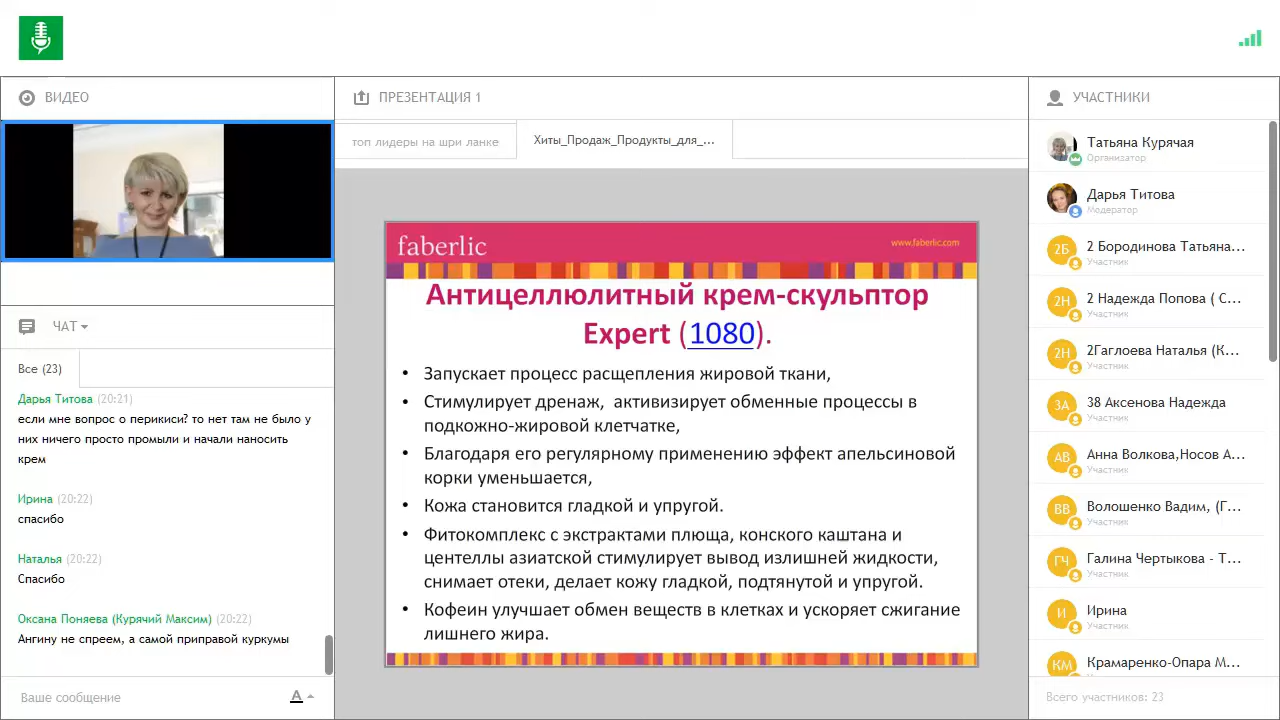 ВИДЕО
ЧАТ
Все (23)
Дарья Титова (20:21)
если мне вопрос о перикиси? то нет там не было у
них ничего просто промыли и начали наносить
крем
Ирина (20:22)
спасибо
Наталья (20:22)
Спасибо
Оксана Поняева (Курячий Максим) (20:22)
Ангину не спреем, а самой приправой куркумы
Ваше сообщение
A
ПРЕЗЕНТАЦИЯ 1
топ лидеры на шри ланке
Хиты_Продаж_Продукты_для_...
faberlic
www.faberlic.com
Антицеллюлитный крем-скульптор
Expert (1080).
• Запускает процесс расщепления жировой ткани,
• Стимулирует дренаж, активизирует обменные процессы в
подкожно-жировой клетчатке,
• Благодаря его регулярному применению эффект апельсиновой
корки уменьшается,
• Кожа становится гладкой и упругой.
• Фитокомплекс с экстрактами плюща, конского каштана и
центеллы азиатской стимулирует вывод излишней жидкости,
снимает отеки, делает кожу гладкой, подтянутой и упругой.
• Кофеин улучшает обмен веществ в клетках и ускоряет сжигание
лишнего жира.
УЧАСТНИКИ
Татьяна Курячая
Организатор
Дарья Титова
Модератор
2Б 2 Бородинова Татьяна...
Участник
2Н 2 Надежда Попова ( С...
Участник
2Н 2Гаглоева Наталья (К...
Участник
3А 38 Аксенова Надежда
Участник
АВ Анна Волкова,Носов А...
Участник
ВВ Волошенко Вадим, (Г...
Участник
ГЧ Галина Чертыкова - Т...
Участник
И Ирина
Участник
КМ Крамаренко-Опара М...
Всего участников: 23